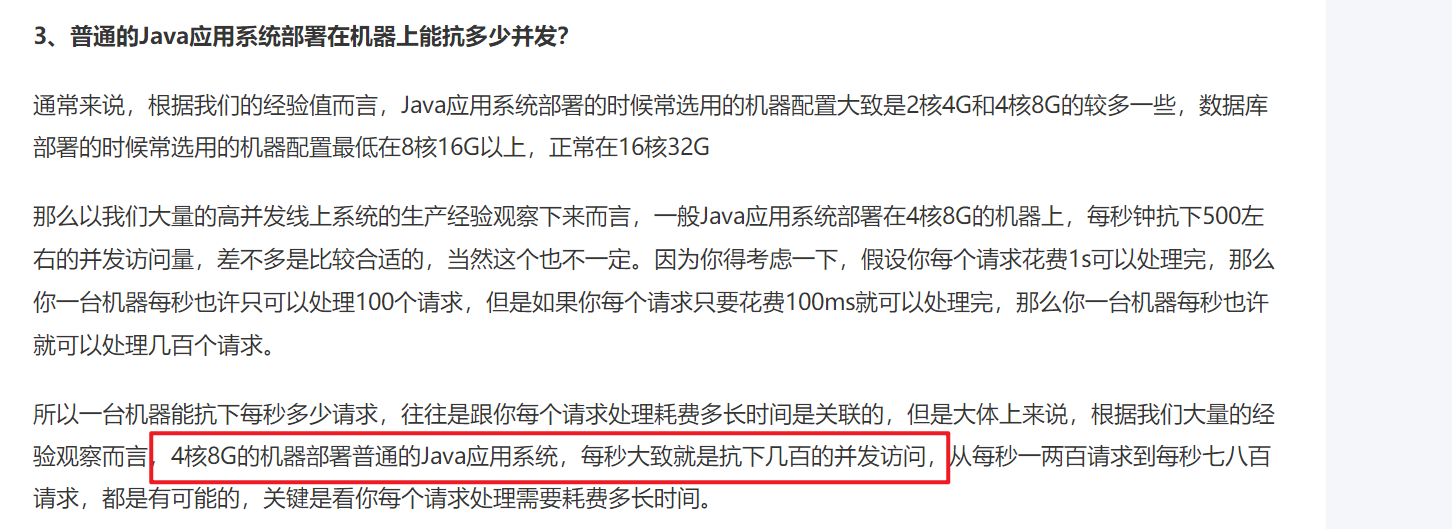 3、普通的Java应用系统部署在机器上能抗多少并发？
通常来说，根据我们的经验值而言，Java应用系统部署的时候常选用的机器配置大致是2核4G和4核8G的较多一些，数据库
部署的时候常选用的机器配置最低在8核16G以上，正常在16核32G
那么以我们大量的高并发线上系统的生产经验观察下来而言，一般Java应用系统部署在4核8G的机器上，每秒钟抗下500左
右的并发访问量，差不多是比较合适的，当然这个也不一定。因为你得考虑一下，假设你每个请求花费1s可以处理完，那么
你一台机器每秒也许只可以处理100个请求，但是如果你每个请求只要花费100ms就可以处理完，那么你一台机器每秒也许
就可以处理几百个请求。
所以一台机器能抗下每秒多少请求，往往是跟你每个请求处理耗费多长时间是关联的，但是大体上来说，根据我们大量的经
验观察而言，4核8G的机器部署普通的Java应用系统，每秒大致就是抗下几百的并发访问，从每秒一两百请求到每秒七八百
请求，都是有可能的，关键是看你每个请求处理需要耗费多长时间。